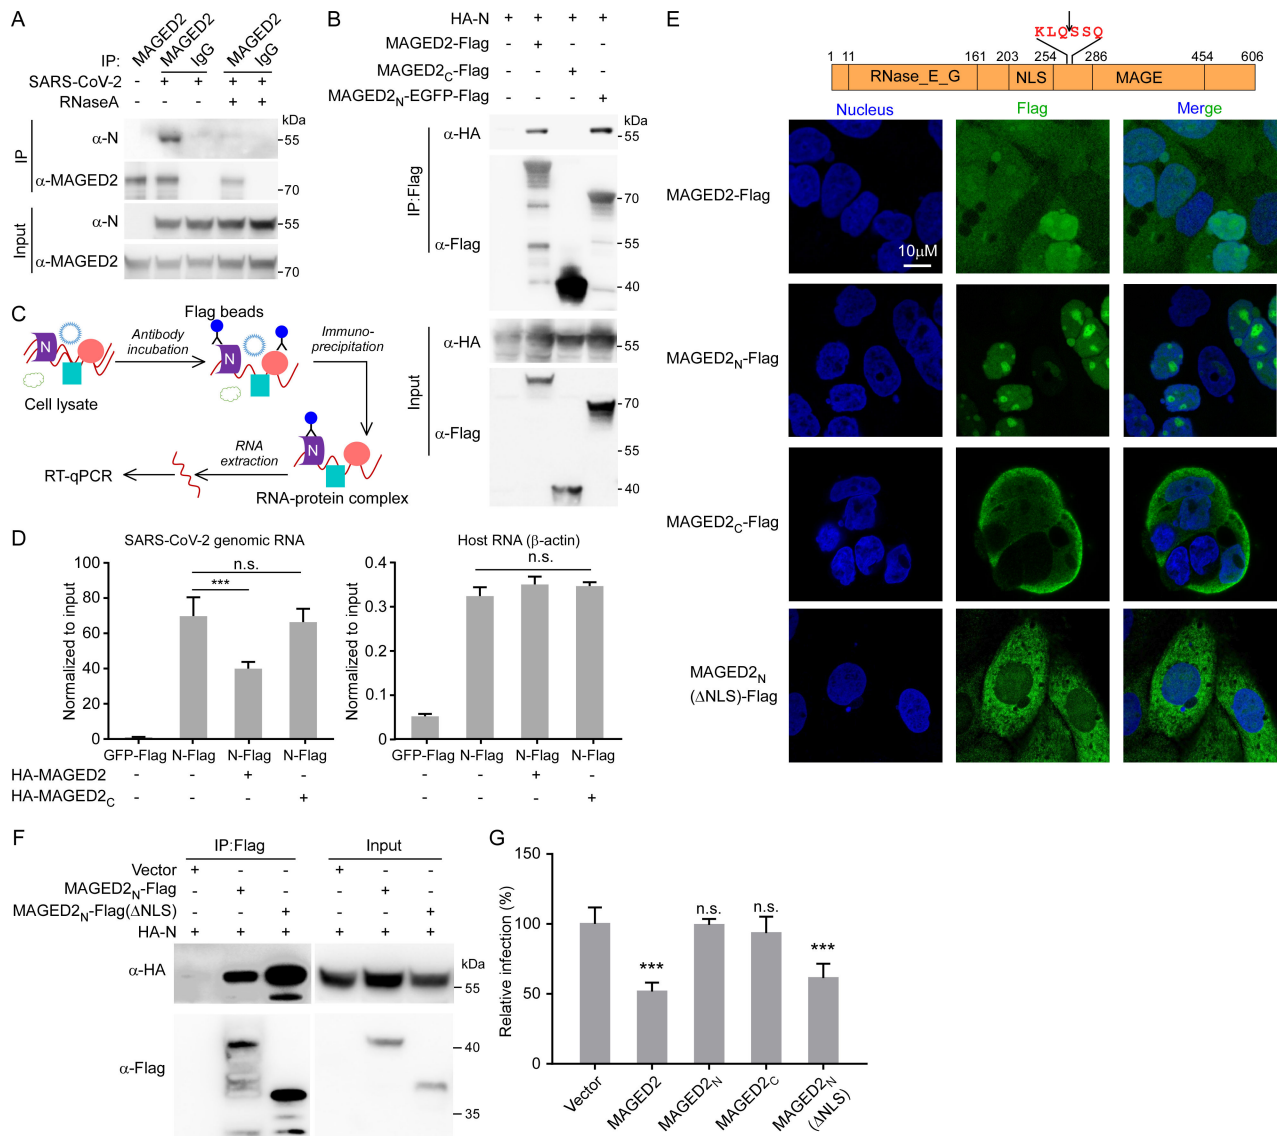 A
MAGED2
MAGED2
IgG
MAGED2
IgG
IP:
SARS-CoV-2 - + + + +
RNaseA - - - + +
kDa
IP
α-N
55
α-MAGED2
70
Input
α-N
55
α-MAGED2
70
B
HA-N + + + +
MAGED2-Flag - + - -
MAGED2C-Flag - - + -
MAGED2N-EGFP-Flag - - - +
kDa
IP:Flag
α-HA
55
70
55
α-Flag
40
Input
α-HA
55
70
α-Flag
55
40
C
Flag beads
N
Antibody
incubation
N
Immuno-
precipitation
Cell lysate
N
RNA
extraction
RT-qPCR
RNA-protein complex
D
SARS-CoV-2 genomic RNA
Normalized to input
100
80
60
40
20
0
n.s.
***
GFP-Flag N-Flag N-Flag N-Flag
HA-MAGED2 - - + -
HA-MAGED2C - - - +
Host RNA (β-actin)
Normalized to input
0.4
0.3
0.2
0.1
0
n.s.
GFP-Flag N-Flag N-Flag N-Flag
- - + -
- - - +
E
KLQSSQ
1 11 161 203 254 286 454 606
RNase_E_G NLS MAGE
Nucleus Flag Merge
MAGED2-Flag
10μM
MAGED2N-Flag
MAGED2C-Flag
MAGED2N
(ΔNLS)-Flag
F
IP:Flag Input
Vector + - - + - -
MAGED2N-Flag - + - - + -
MAGED2N-Flag(ΔNLS) - - + - - +
HA-N + + + + + +
kDa
α-HA
55
α-Flag
40
35
G
Relative infection (%)
150
100
50
0
***
n.s.
n.s.
***
Vector
MAGED2
MAGED2N
MAGED2C
MAGED2N
(ΔNLS)